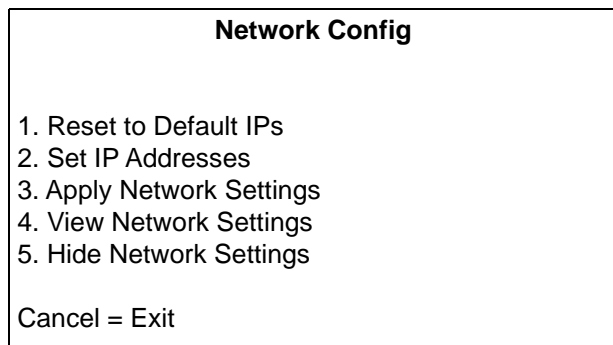 Network Config
1. Reset to Default IPs
2. Set IP Addresses
3. Apply Network Settings
4. View Network Settings
5. Hide Network Settings
Cancel = Exit